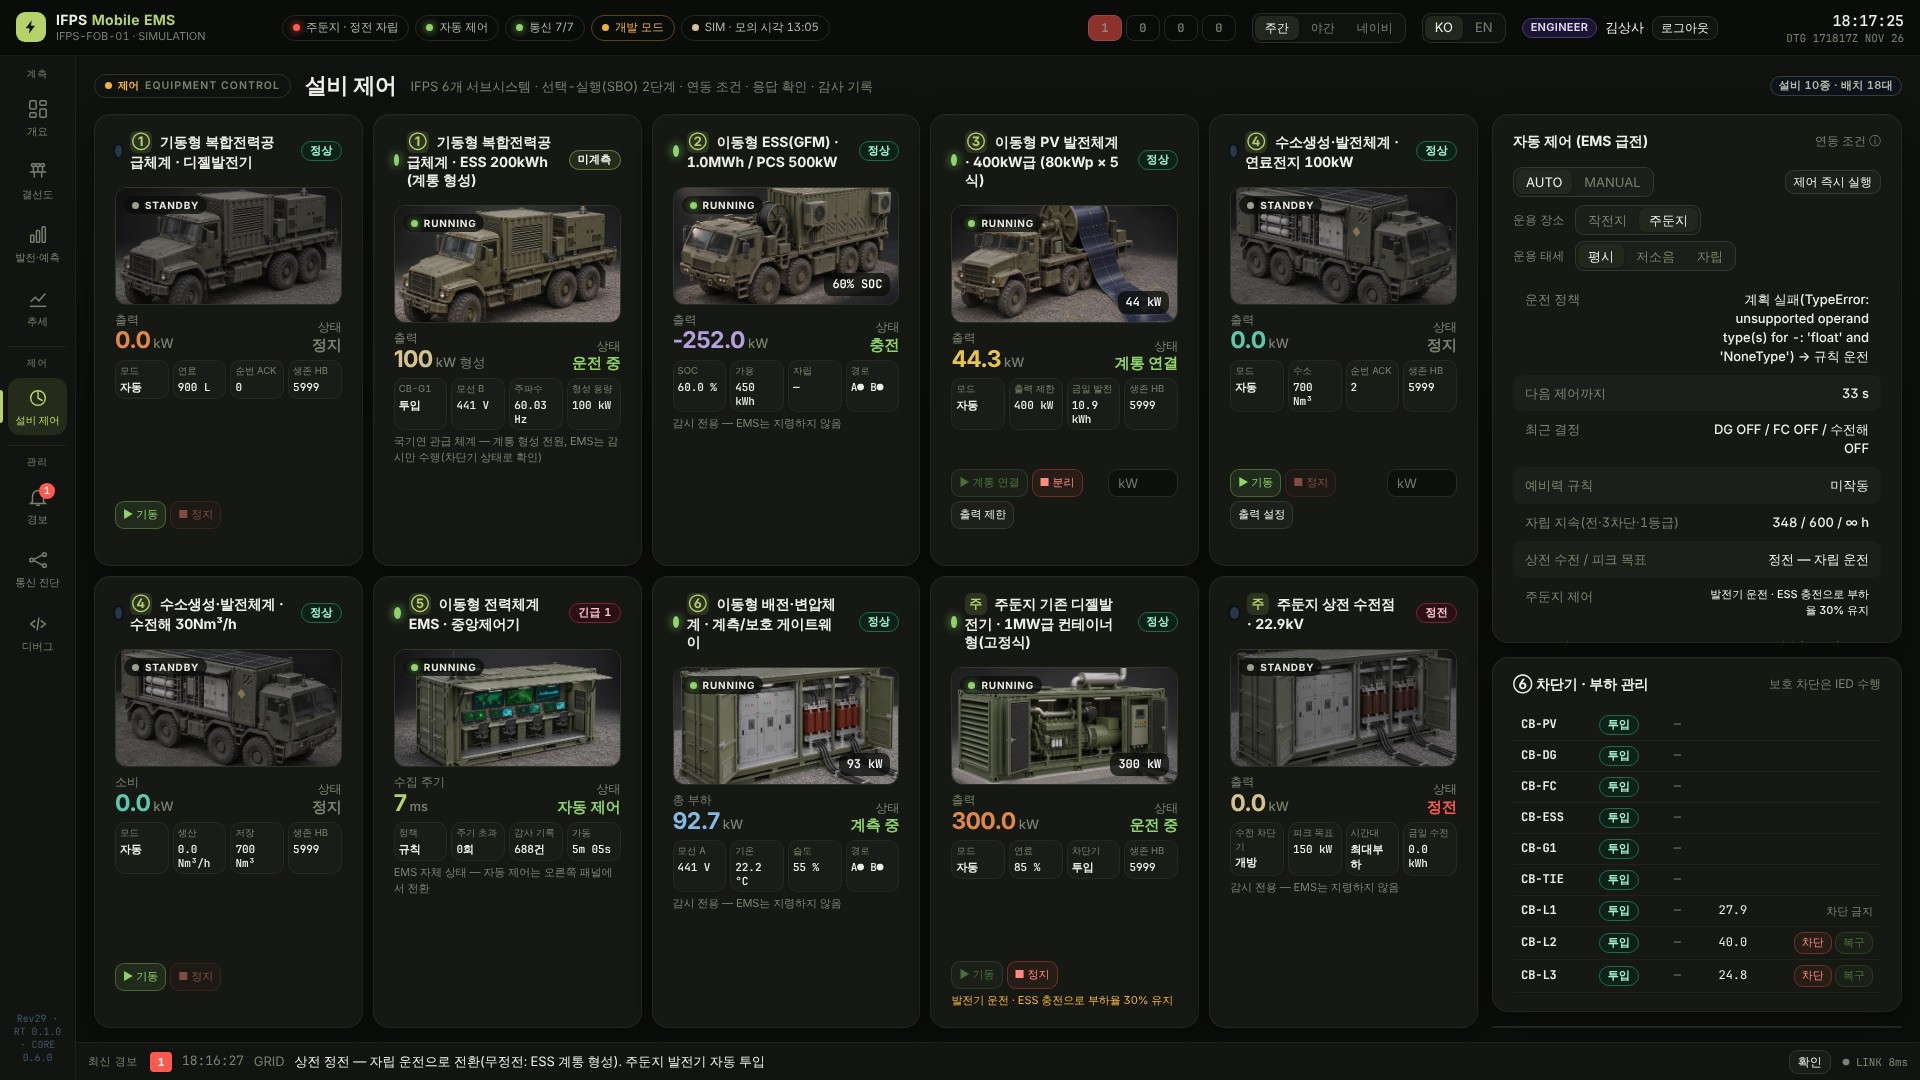 IFPS Mobile EMS
IFPS-FOB-01 · SIMULATION
주둔지 · 정전 자립
자동 제어
통신 7/7
개발 모드
SIM · 모의 시각 13:05
1 0 0 0
주간 야간 네이비
KO EN
ENGINEER 김상사 로그아웃
18:17:25
DTG 171817Z NOV 26
계측
개요
결선도
발전·예측
추세
제어
설비 제어
관리
1
경보
통신 진단
디버그
Rev29 ·
RT 0.1.0
· CORE
0.6.0
제어 EQUIPMENT CONTROL
설비 제어
IFPS 6개 서브시스템 · 선택-실행(SBO) 2단계 · 연동 조건 · 응답 확인 · 감사 기록
설비 10종 · 배치 18대
① 기동형 복합전력공
급체계 · 디젤발전기
정상
STANDBY
출력
0.0 kW
상태
정지
모드 자동
연료 900 L
순번 ACK 0
생존 HB 5999
▶ 기동 ■ 정지
① 기동형 복합전력공
급체계 · ESS 200kWh
(계통 형성)
미계측
RUNNING
출력
100 kW 형성
상태
운전 중
CB-G1 투입
모선 B 441 V
주파수 60.03 Hz
형성 용량 100 kW
국기연 관급 체계 — 계통 형성 전원, EMS는 감
시만 수행(차단기 상태로 확인)
② 이동형 ESS(GFM) ·
1.0MWh / PCS 500kW
정상
RUNNING
60% SOC
출력
-252.0 kW
상태
충전
SOC 60.0 %
가용 450 kWh
자립 —
경로 A● B●
감시 전용 — EMS는 지령하지 않음
③ 이동형 PV 발전체계
· 400kW급 (80kWp × 5
식)
정상
RUNNING
44 kW
출력
44.3 kW
상태
계통 연결
모드 자동
출력 제한 400 kW
금일 발전 10.9 kWh
생존 HB 5999
▶ 계통 연결 ■ 분리 kW
출력 제한
④ 수소생성·발전체계 ·
연료전지 100kW
정상
STANDBY
출력
0.0 kW
상태
정지
모드 자동
수소 700 Nm³
순번 ACK 2
생존 HB 5999
▶ 기동 ■ 정지 kW
출력 설정
④ 수소생성·발전체계 ·
수전해 30Nm³/h
정상
STANDBY
소비
0.0 kW
상태
정지
모드 자동
생산 0.0 Nm³/h
저장 700 Nm³
생존 HB 5999
▶ 기동 ■ 정지
⑤ 이동형 전력체계
EMS · 중앙제어기
긴급 1
RUNNING
수집 주기
7 ms
상태
자동 제어
정책 규칙
주기 초과 0회
감사 기록 688건
가동 5m 05s
EMS 자체 상태 — 자동 제어는 오른쪽 패널에
서 전환
⑥ 이동형 배전·변압체
계 · 계측/보호 게이트웨
이
정상
RUNNING
93 kW
총 부하
92.7 kW
상태
계측 중
모선 A 441 V
기온 22.2 °C
습도 55 %
경로 A● B●
감시 전용 — EMS는 지령하지 않음
주 주둔지 기존 디젤발
전기 · 1MW급 컨테이너
형(고정식)
정상
RUNNING
300 kW
출력
300.0 kW
상태
운전 중
모드 자동
연료 85 %
차단기 투입
생존 HB 5999
▶ 기동 ■ 정지
발전기 운전 · ESS 충전으로 부하율 30% 유지
주 주둔지 상전 수전점
· 22.9kV
정전
STANDBY
출력
0.0 kW
상태
정전
수전 차단기 개방
피크 목표 150 kW
시간대 최대부하
금일 수전 0.0 kWh
감시 전용 — EMS는 지령하지 않음
자동 제어 (EMS 급전)
연동 조건 ⓘ
AUTO MANUAL
제어 즉시 실행
운용 장소 작전지 주둔지
운용 태세 평시 저소음 자립
운전 정책 계획 실패(TypeError:
unsupported operand
type(s) for -: 'float' and
'NoneType') → 규칙 운전
다음 제어까지 33 s
최근 결정 DG OFF / FC OFF / 수전해
OFF
예비력 규칙 미작동
자립 지속(전·3차단·1등급) 348 / 600 / ∞ h
상전 수전 / 피크 목표 정전 — 자립 운전
주둔지 제어 발전기 운전 · ESS 충전으로 부하
율 30% 유지
⑥ 차단기 · 부하 관리
보호 차단은 IED 수행
CB-PV 투입 —
CB-DG 투입 —
CB-FC 투입 —
CB-ESS 투입 —
CB-G1 투입 —
CB-TIE 투입 —
CB-L1 투입 — 27.9 차단 금지
CB-L2 투입 — 40.0 차단 복구
CB-L3 투입 — 24.8 차단 복구
최신 경보 1 18:16:27 GRID 상전 정전 — 자립 운전으로 전환(무정전: ESS 계통 형성). 주둔지 발전기 자동 투입
확인
LINK 8ms